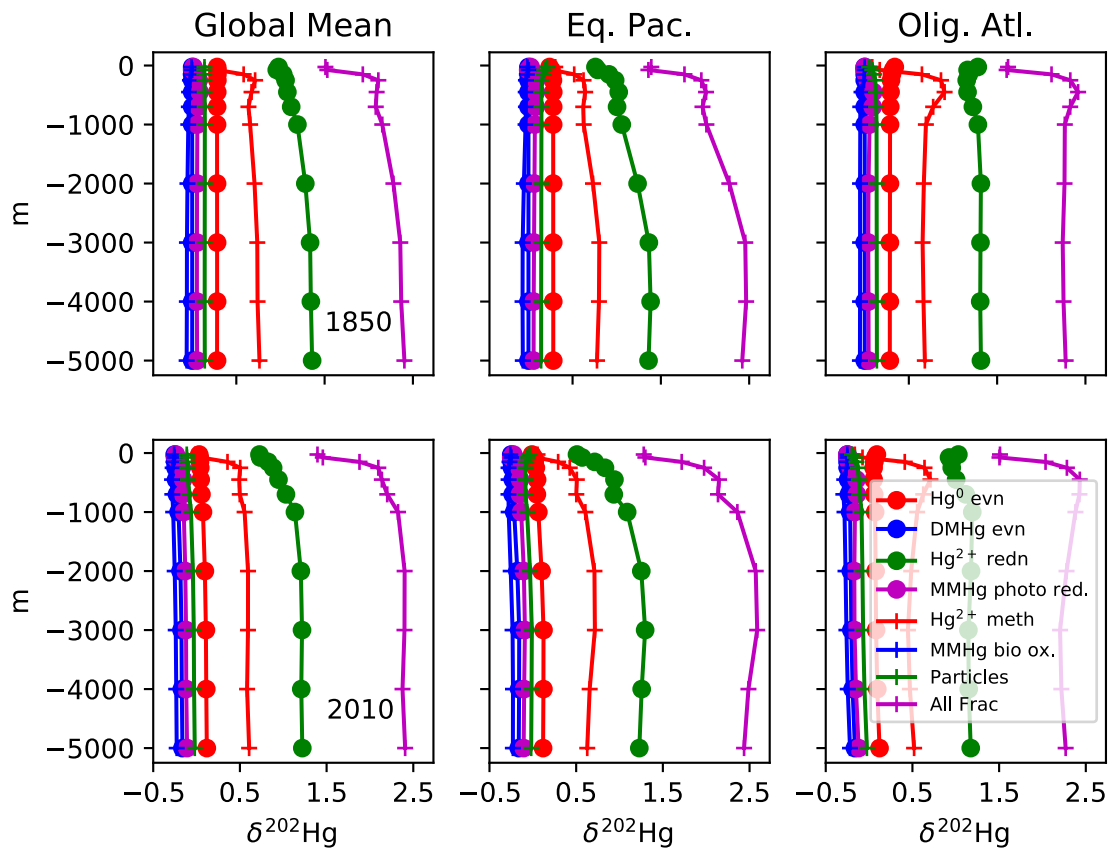 Global Mean Eq. Pac. Olig. Atl.
0
−1000
−2000
−3000
−4000
−5000
m
1850
0
−1000
−2000
−3000
−4000
−5000
m
2010
Hg⁰ evn
DMHg evn
Hg²⁺ redn
MMHg photo red.
Hg²⁺ meth
MMHg bio ox.
Particles
All Frac
−0.5 0.5 1.5 2.5 −0.5 0.5 1.5 2.5 −0.5 0.5 1.5 2.5
δ²⁰²Hg δ²⁰²Hg δ²⁰²Hg